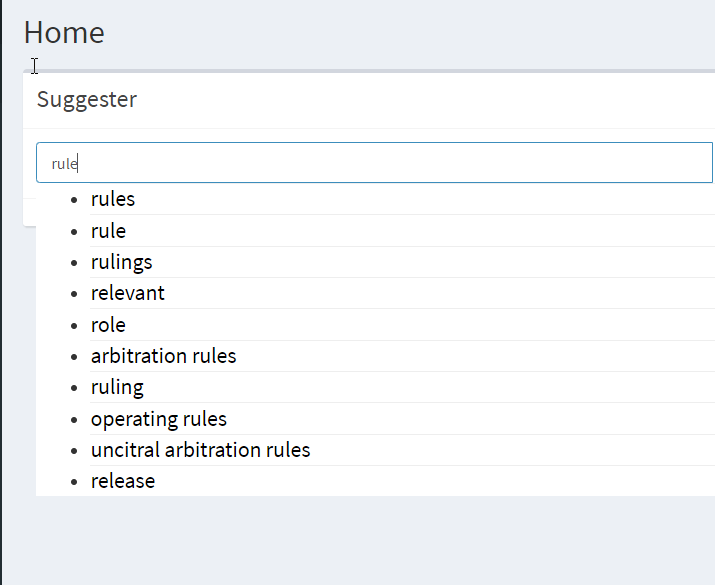 Home
Suggester
rule
rules
rule
rulings
relevant
role
arbitration rules
ruling
operating rules
uncitral arbitration rules
release